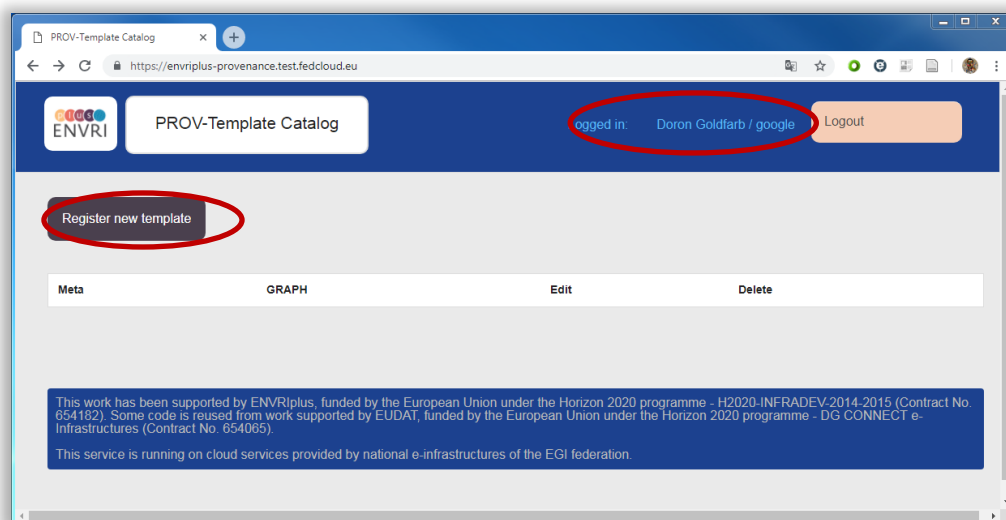 PROV-Template Catalog
https://envriplus-provenance.test.fedcloud.eu
plus
ENVRI
PROV-Template Catalog
ogged in: Doron Goldfarb / google
Logout
Register new template
Meta GRAPH Edit Delete
This work has been supported by ENVRIplus, funded by the European Union under the Horizon 2020 programme - H2020-INFRADEV-2014-2015 (Contract No.
654182). Some code is reused from work supported by EUDAT, funded by the European Union under the Horizon 2020 programme - DG CONNECT e-
Infrastructures (Contract No. 654065).
This service is running on cloud services provided by national e-infrastructures of the EGI federation.